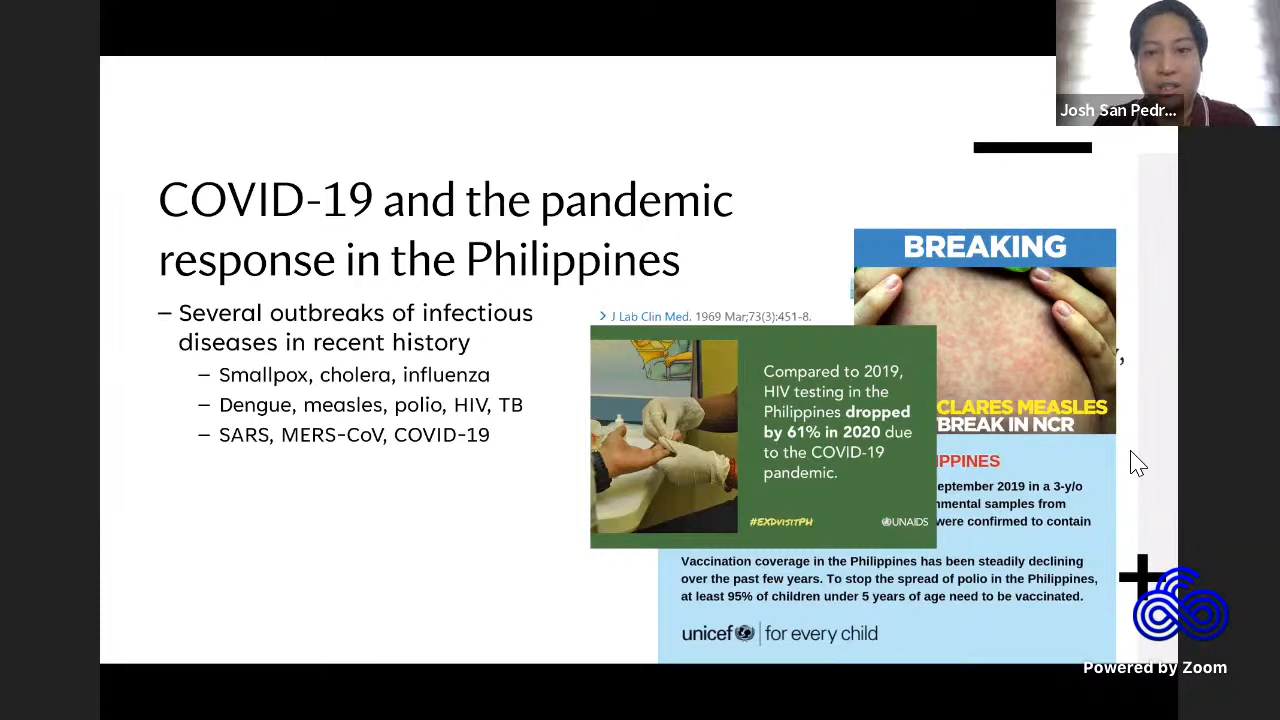 Josh San Pedr...
COVID-19 and the pandemic
response in the Philippines
– Several outbreaks of infectious
diseases in recent history
– Smallpox, cholera, influenza
– Dengue, measles, polio, HIV, TB
– SARS, MERS-CoV, COVID-19
J Lab Clin Med. 1969 Mar;73(3):451-8.
Compared to 2019,
HIV testing in the
Philippines dropped
by 61% in 2020 due
to the COVID-19
pandemic.
#EXDVISITPH
UNAIDS
BREAKING
CLARES MEASLES
BREAK IN NCR
IPPINES
eptember 2019 in a 3-y/o
nmental samples from
were confirmed to contain
Vaccination coverage in the Philippines has been steadily declining
over the past few years. To stop the spread of polio in the Philippines,
at least 95% of children under 5 years of age need to be vaccinated.
unicef | for every child
Powered by Zoom